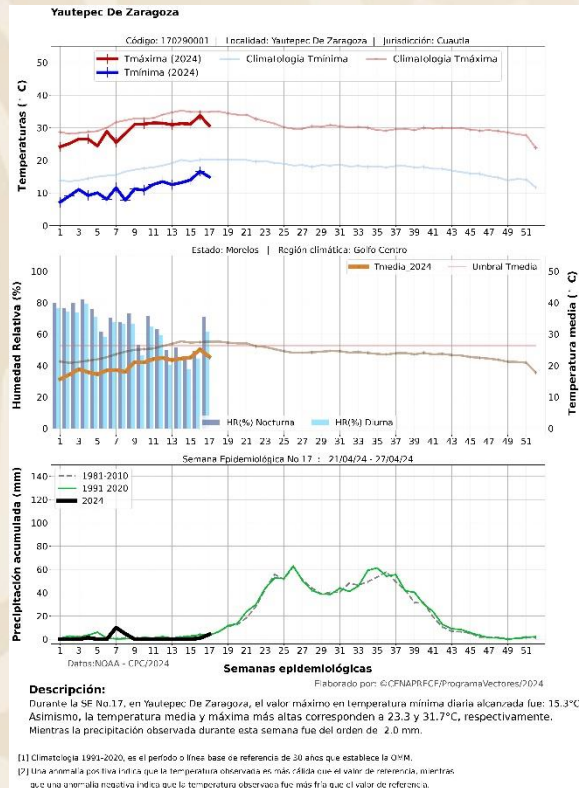 Yautepec De Zaragoza
Código: 170290001 | Localidad: Yautepec De Zaragoza | Jurisdicción: Cuautla
Tmáxima (2024) Climatología Tmínima Climatología Tmáxima
Tmínima (2024)
Temperaturas (° C)
50
40
30
20
10
0
1 3 5 7 9 11 13 15 17 19 21 23 25 27 29 31 33 35 37 39 41 43 45 47 49 51
Estado: Morelos | Región climática: Golfo Centro
Tmedia_2024 Umbral Tmedia
Humedad Relativa (%)
100
80
60
40
20
0
50
40
30
20
10
0
Temperatura media (° C)
HR(%) Nocturna HR(%) Diurna
1 3 5 7 9 11 13 15 17 19 21 23 25 27 29 31 33 35 37 39 41 43 45 47 49 51
Semana Epidemiológica No 17 : 21/04/24 - 27/04/24
1981-2010
1991 2020
2024
Precipitación acumulada (mm)
140
120
100
80
60
40
20
0
1 3 5 7 9 11 13 15 17 19 21 23 25 27 29 31 33 35 37 39 41 43 45 47 49 51
Datos:NOAA - CPC/2024
Semanas epidemiológicas
Elaborado por: ©CENAPRECE/ProgramaVectores/2024
Descripción:
Durante la SE No.17, en Yautepec De Zaragoza, el valor máximo en temperatura mínima diaria alcanzada fue: 15.3°C
Asimismo, la temperatura media y máxima más altas corresponden a 23.3 y 31.7°C, respectivamente.
Mientras la precipitación observada durante esta semana fue del orden de 2.0 mm.
[1] Climatología 1991-2020, es el período o línea base de referencia de 30 años que establece la OMM.
[2] Una anomalía positiva indica que la temperatura observada es más cálida que el valor de referencia, mientras
que una anomalía negativa indica que la temperatura observada fue más fría que el valor de referencia.